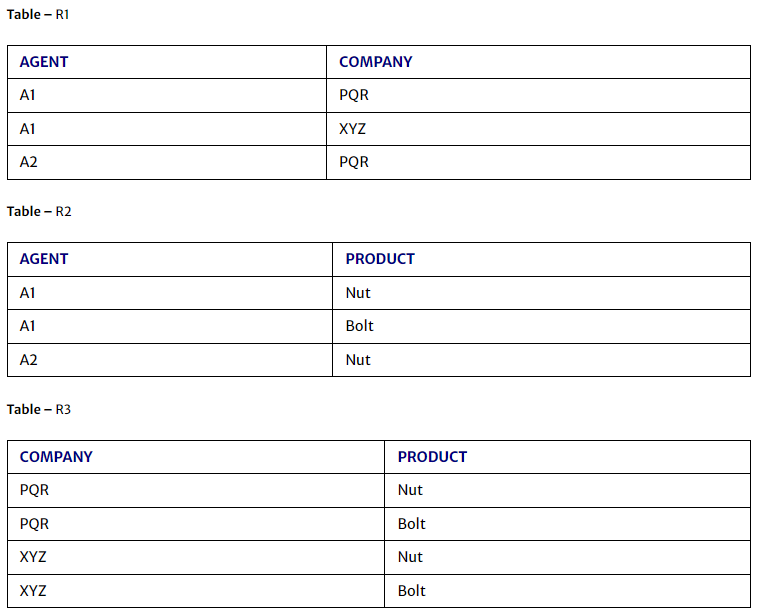 Table – R1
AGENT COMPANY
A1 PQR
A1 XYZ
A2 PQR
Table – R2
AGENT PRODUCT
A1 Nut
A1 Bolt
A2 Nut
Table – R3
COMPANY PRODUCT
PQR Nut
PQR Bolt
XYZ Nut
XYZ Bolt